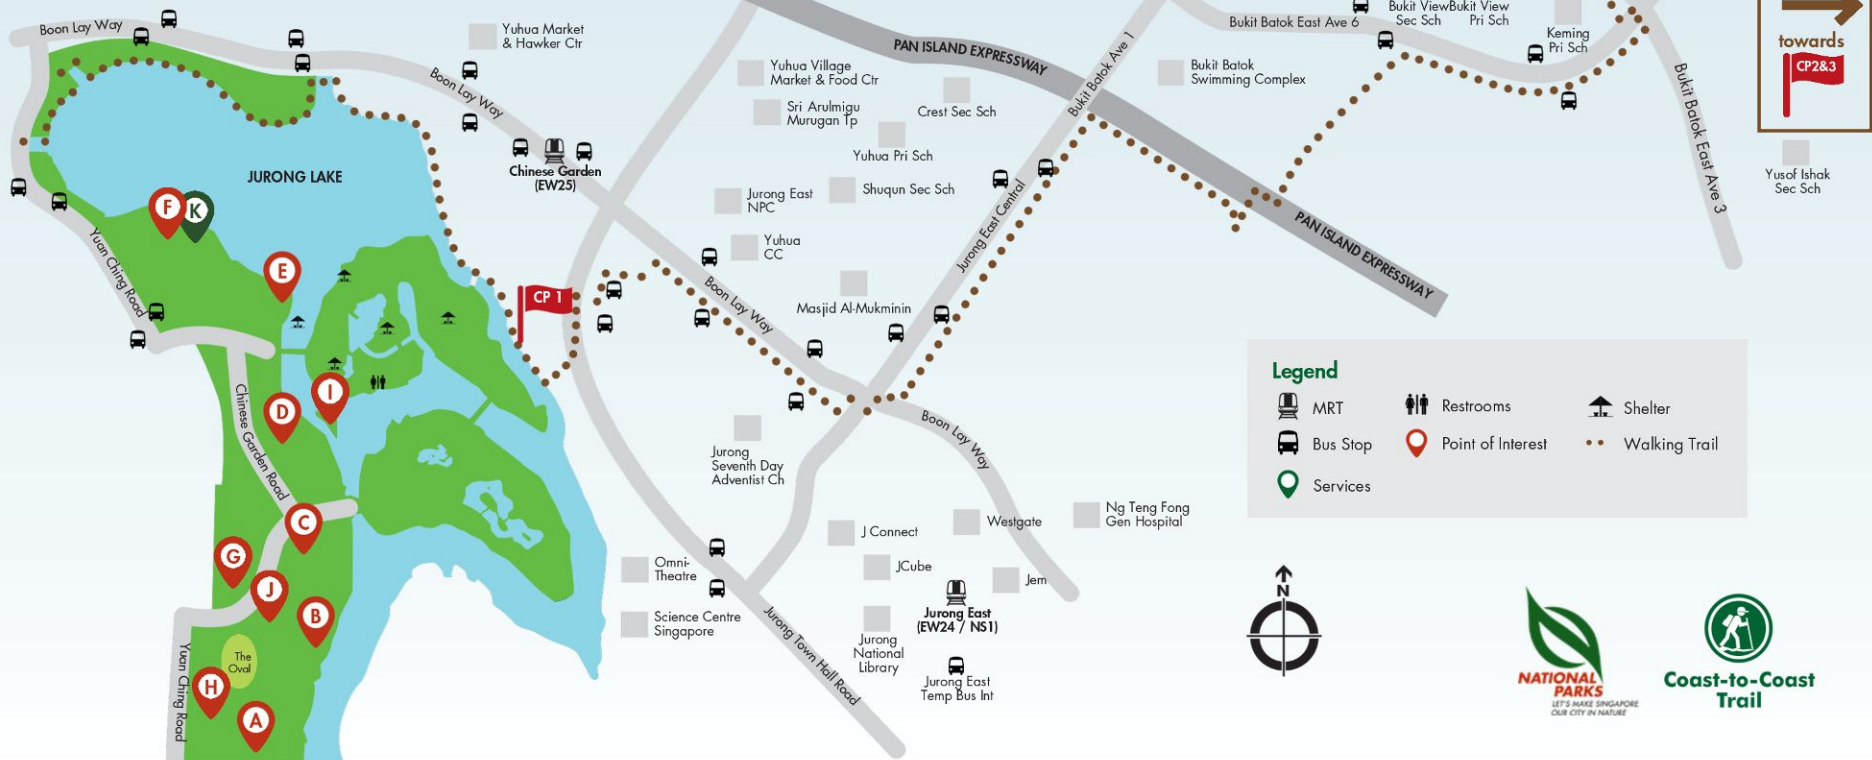 Boon Lay Way
Yuhua Market
& Hawker Ctr
Boon Lay Way
PAN ISLAND EXPRESSWAY
Bukit Batok Ave 1
Bukit Batok East Ave 6
Bukit View
Sec Sch
Bukit View
Pri Sch
Keming
Pri Sch
towards
CP2&3
Yuhua Village
Market & Food Ctr
Bukit Batok
Swimming Complex
Sri Arulmigu
Murugan Tp
Crest Sec Sch
Bukit Batok East Ave 3
Yuhua Pri Sch
Yusof Ishak
Sec Sch
JURONG LAKE
Chinese Garden
(EW25)
Jurong East
NPC
Shuqun Sec Sch
F
K
Yuan Ching Road
E
Yuhua
CC
Jurong East Central
PAN ISLAND EXPRESSWAY
CP 1
Boon Lay Way
Masjid Al-Mukminin
Legend
MRT
Restrooms
Shelter
Bus Stop
Point of Interest
Walking Trail
Services
Chinese Garden Road
D
I
Boon Lay Way
Jurong
Seventh Day
Adventist Ch
C
G
J
B
J Connect
Westgate
Ng Teng Fong
Gen Hospital
Omni-
Theatre
JCube
Jem
Science Centre
Singapore
Jurong East
(EW24 / NS1)
Jurong
National
Library
Jurong East
Temp Bus Int
Jurong Town Hall Road
Yuan Ching Road
The
Oval
H
A
N
NATIONAL
PARKS
LET'S MAKE SINGAPORE
OUR CITY IN NATURE
Coast-to-Coast
Trail